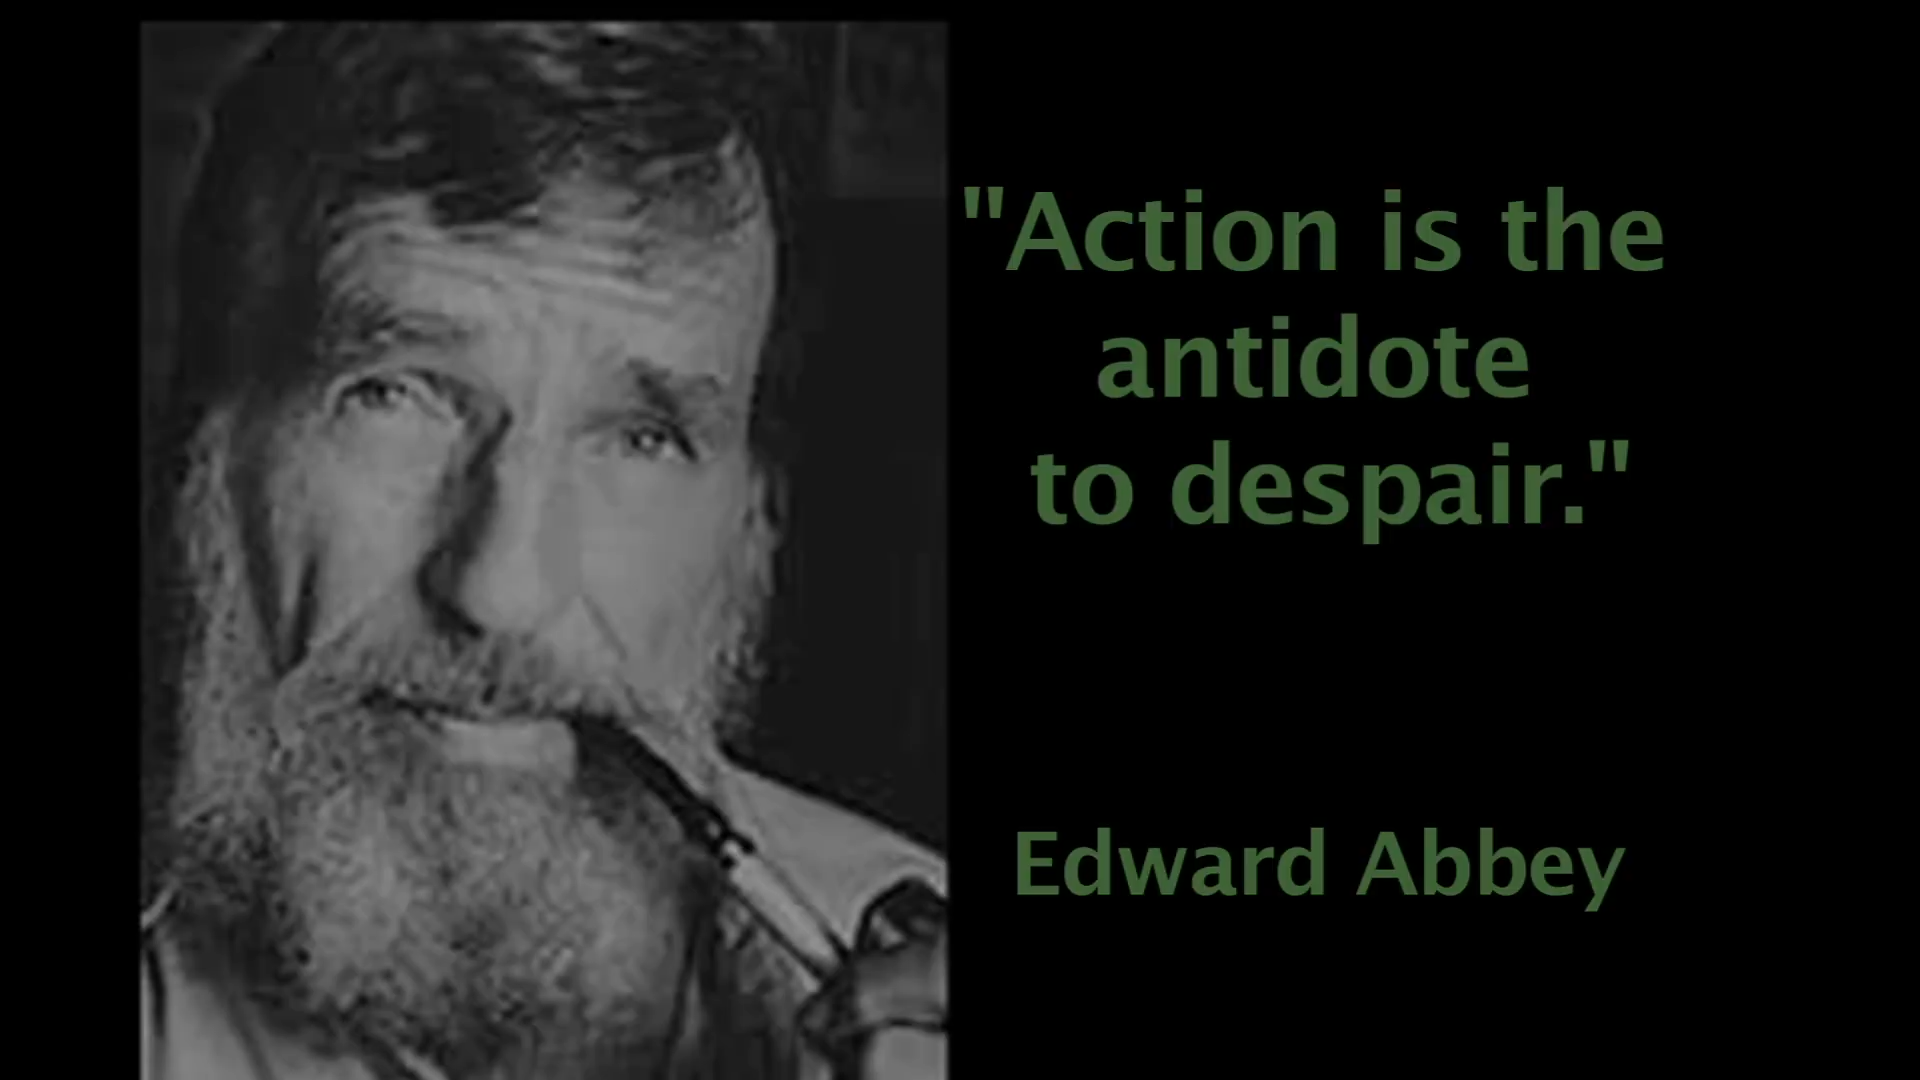 "Action is the
antidote
to despair."
Edward Abbey